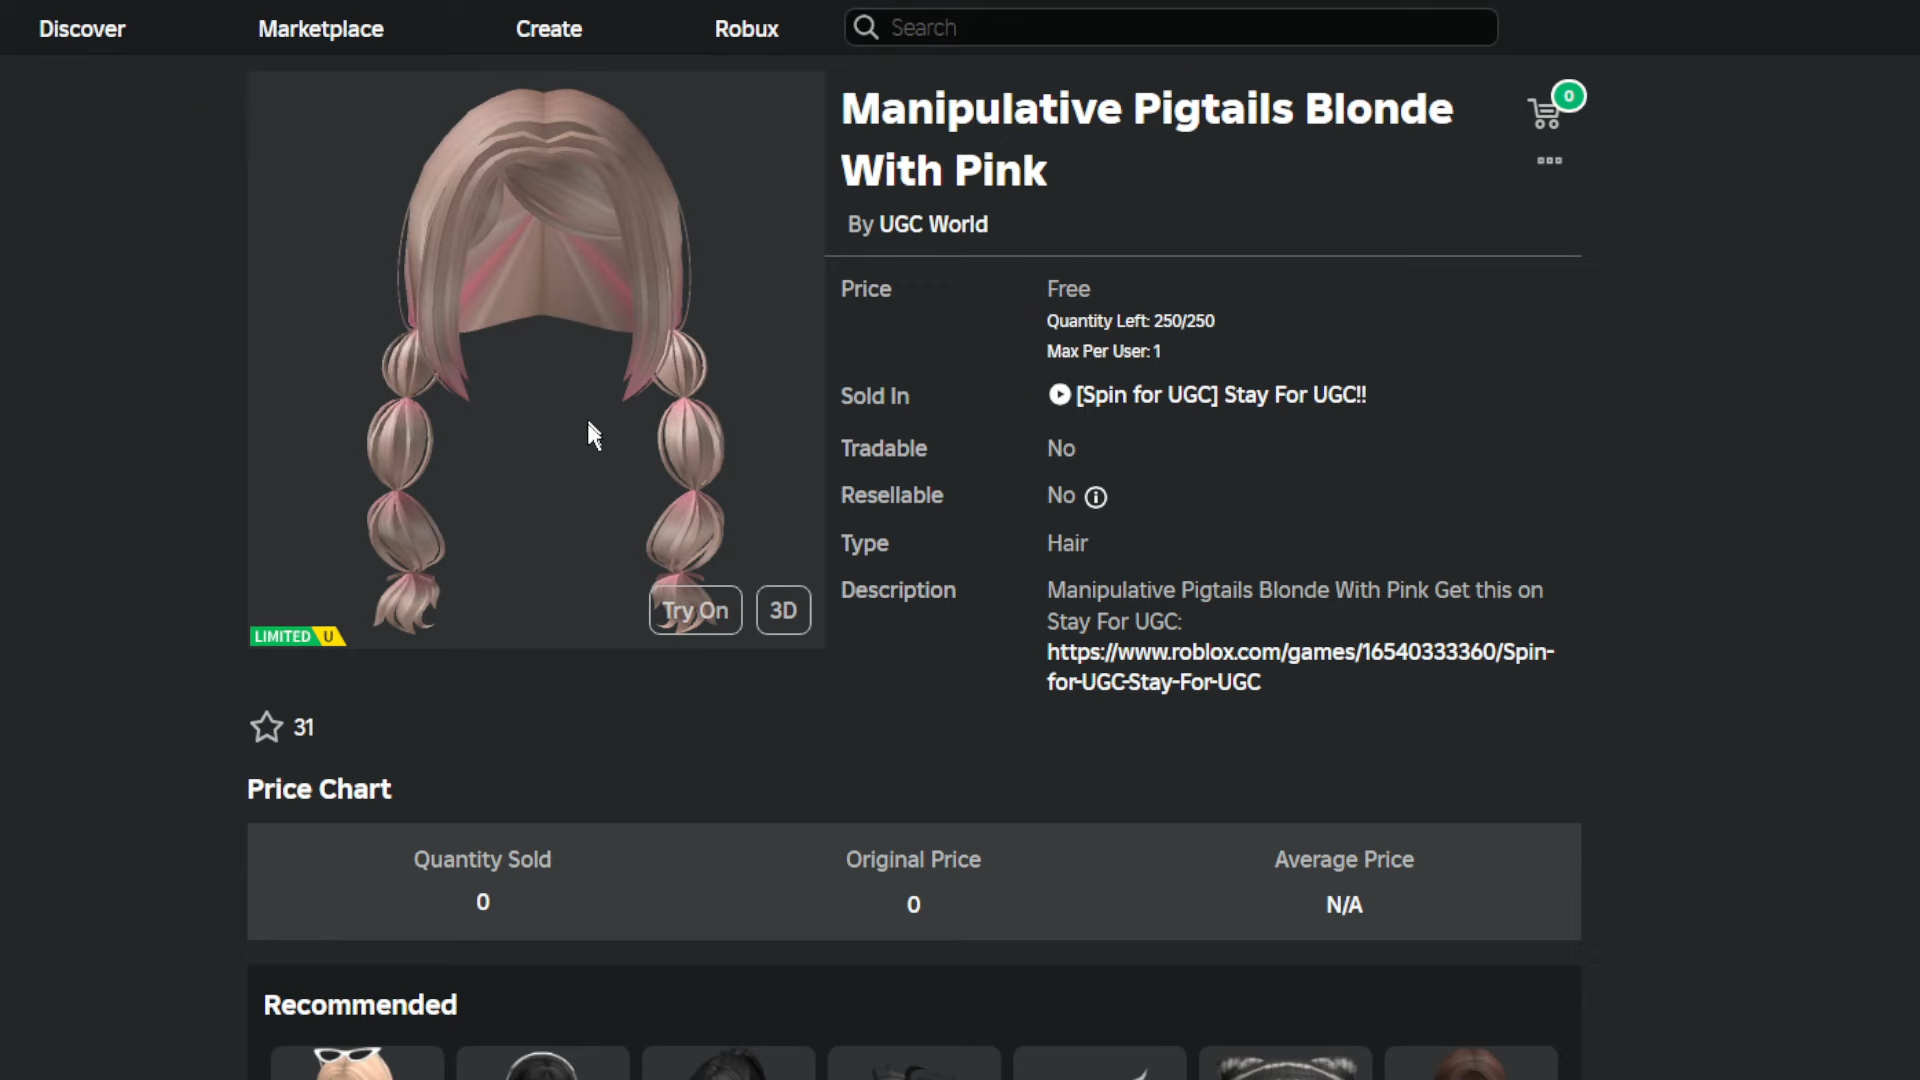 Discover Marketplace Create Robux Search
Manipulative Pigtails Blonde
With Pink
0
By UGC World
Price Free
Quantity Left: 250/250
Max Per User: 1
Sold In [Spin for UGC] Stay For UGC!!
Tradable No
Resellable No
Type Hair
Description Manipulative Pigtails Blonde With Pink Get this on
Stay For UGC:
https://www.roblox.com/games/16540333360/Spin-
for-UGC-Stay-For-UGC
Try On 3D
LIMITED U
31
Price Chart
Quantity Sold Original Price Average Price
0 0 N/A
Recommended